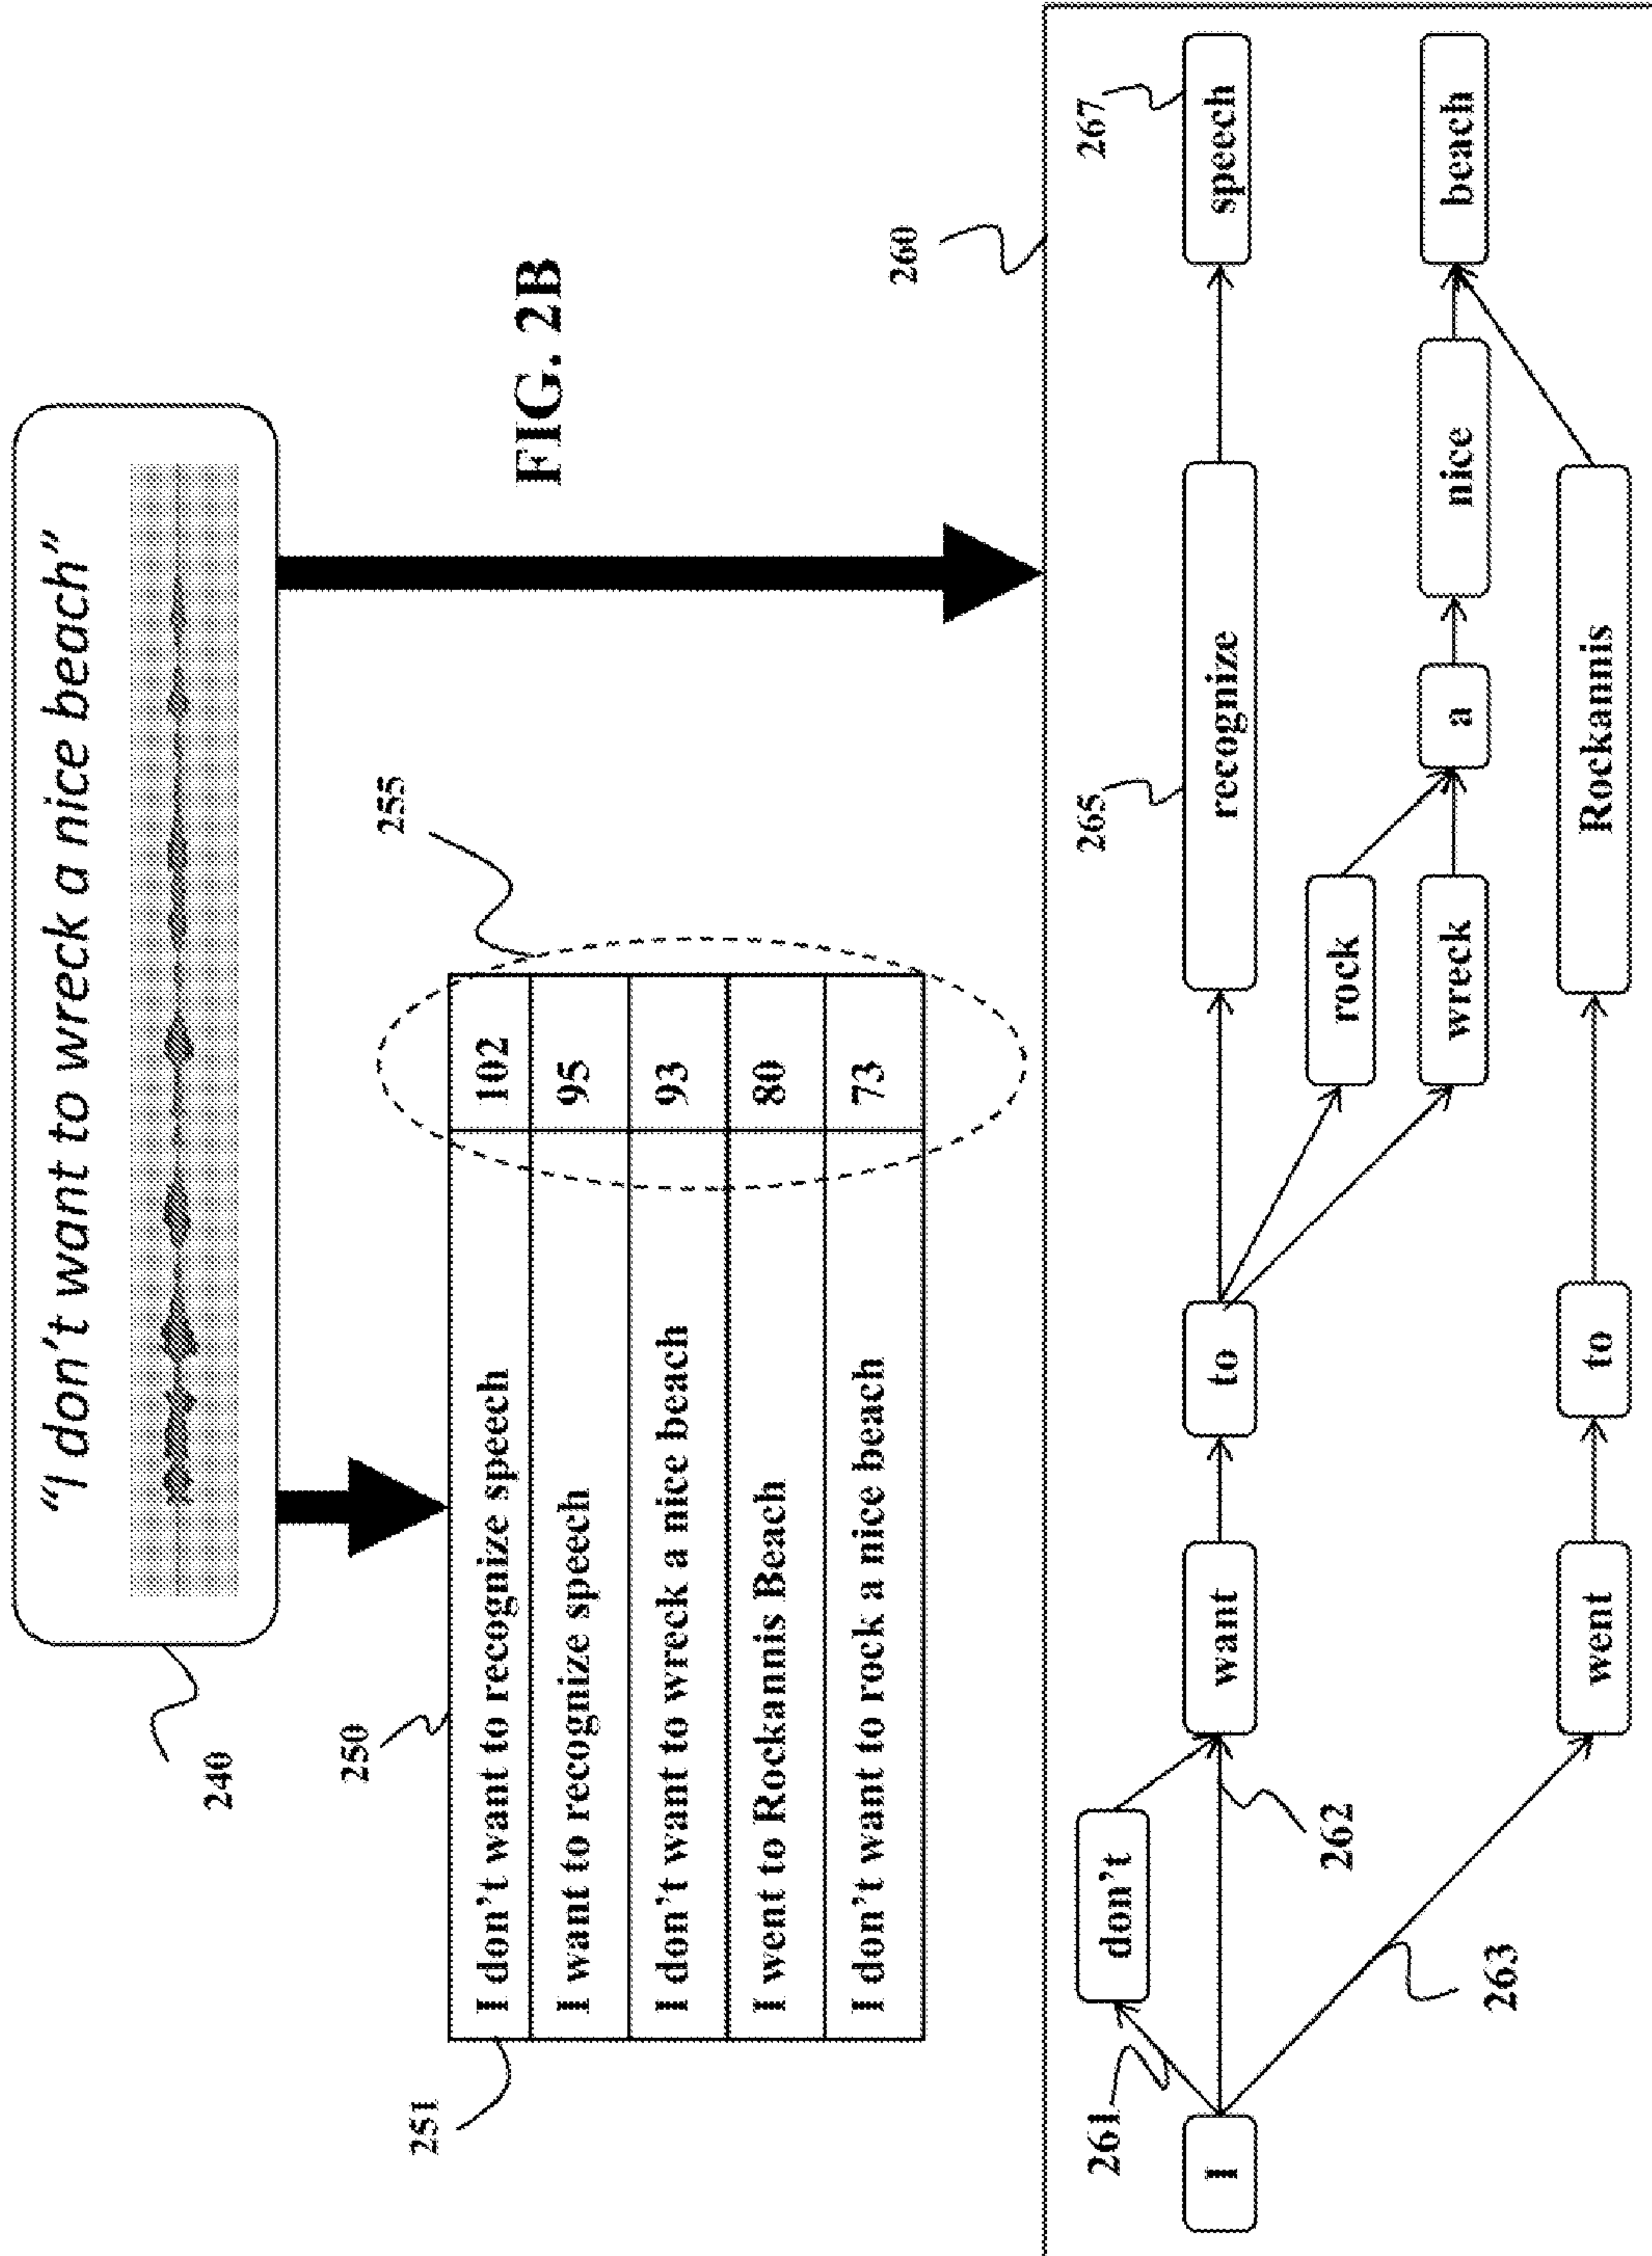 “I don’t want to wreck a nice beach”
240
FIG. 2B
250
251
255
I don’t want to recognize speech 102
I want to recognize speech 95
I don’t want to wreck a nice beach 93
I went to Rockannis Beach 80
I don’t want to rock a nice beach 73
260
261
265
267
don’t
I
want
to
recognize
speech
262
rock
wreck
a
nice
beach
263
went
to
Rockannis